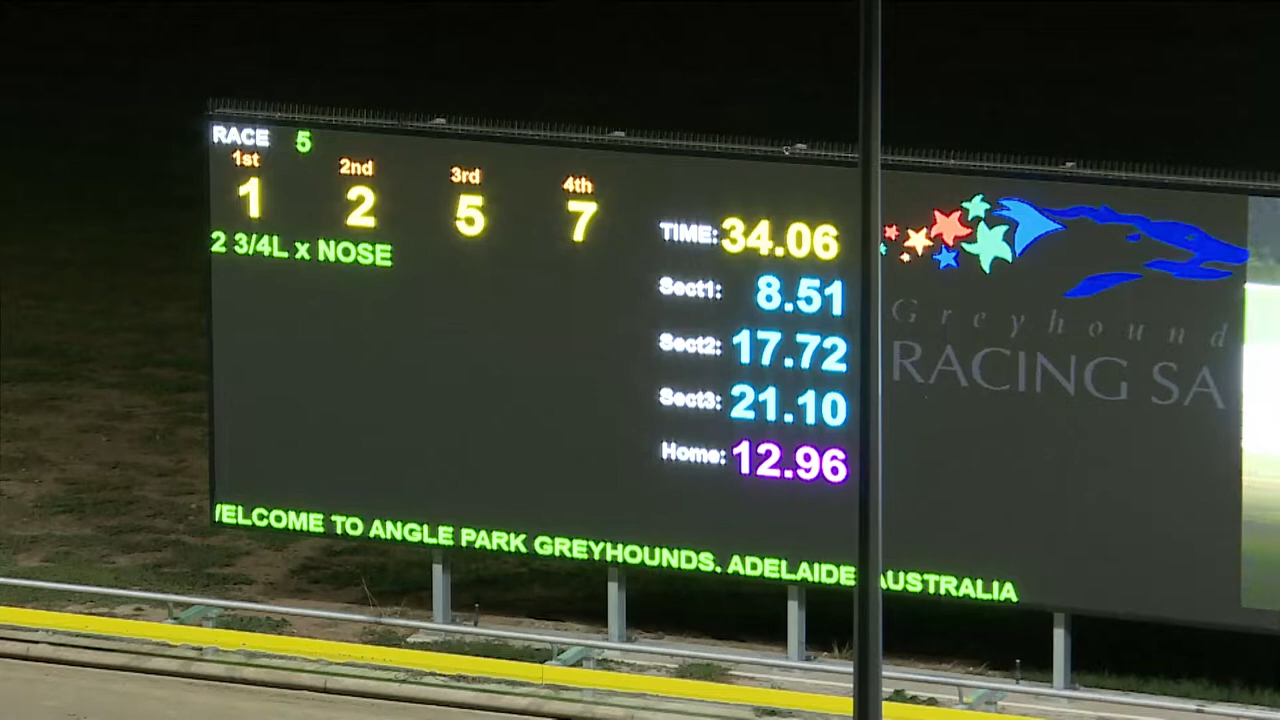 RACE 5
1st 2nd 3rd 4th
1 2 5 7
2 3/4L x NOSE
TIME: 34.06
Sect1: 8.51
Sect2: 17.72
Sect3: 21.10
Home: 12.96
Greyhound
RACING SA
WELCOME TO ANGLE PARK GREYHOUNDS, ADELAIDE AUSTRALIA